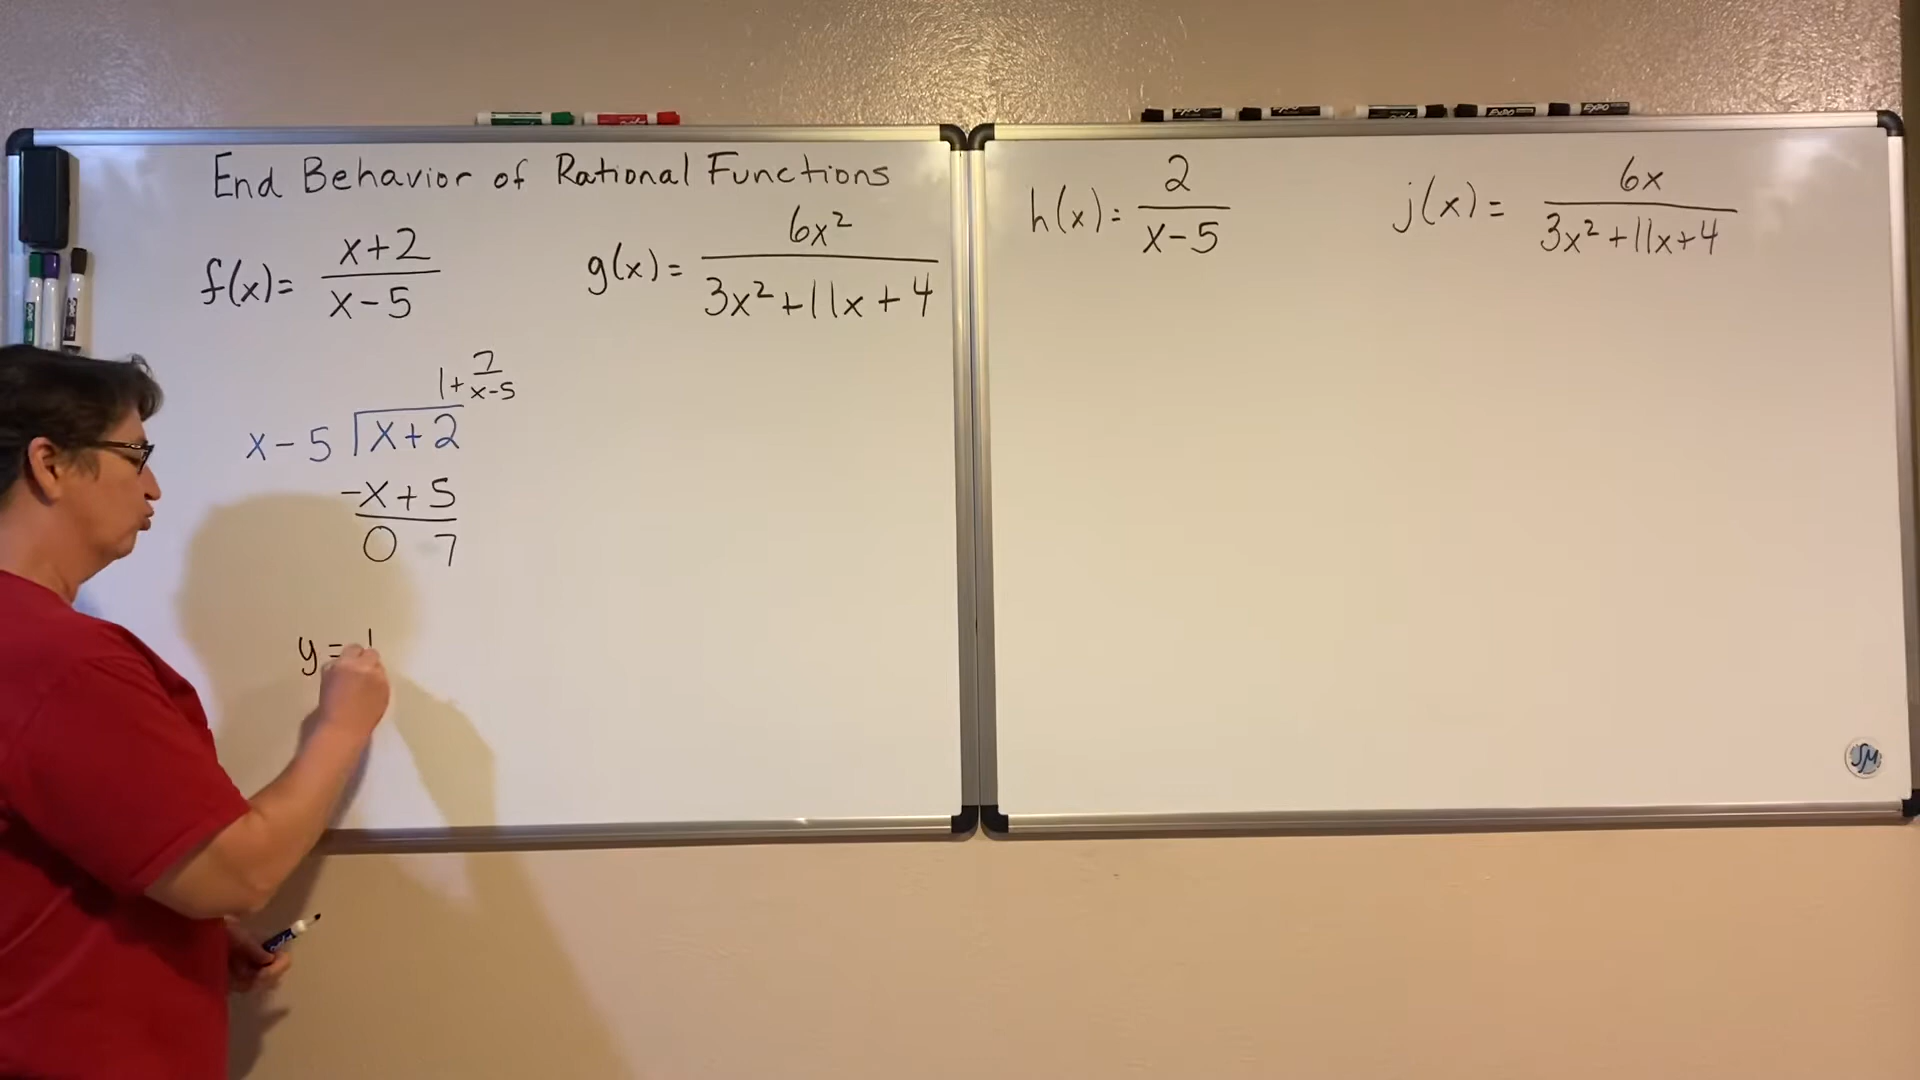 End Behavior of Rational Functions
f(x)= x+2 / x-5
g(x)= 6x² / 3x²+11x+4
1+ 7/x-5
x-5 x+2
-x+5
0 7
y=1
h(x)= 2 / x-5
j(x)= 6x / 3x²+11x+4
JM